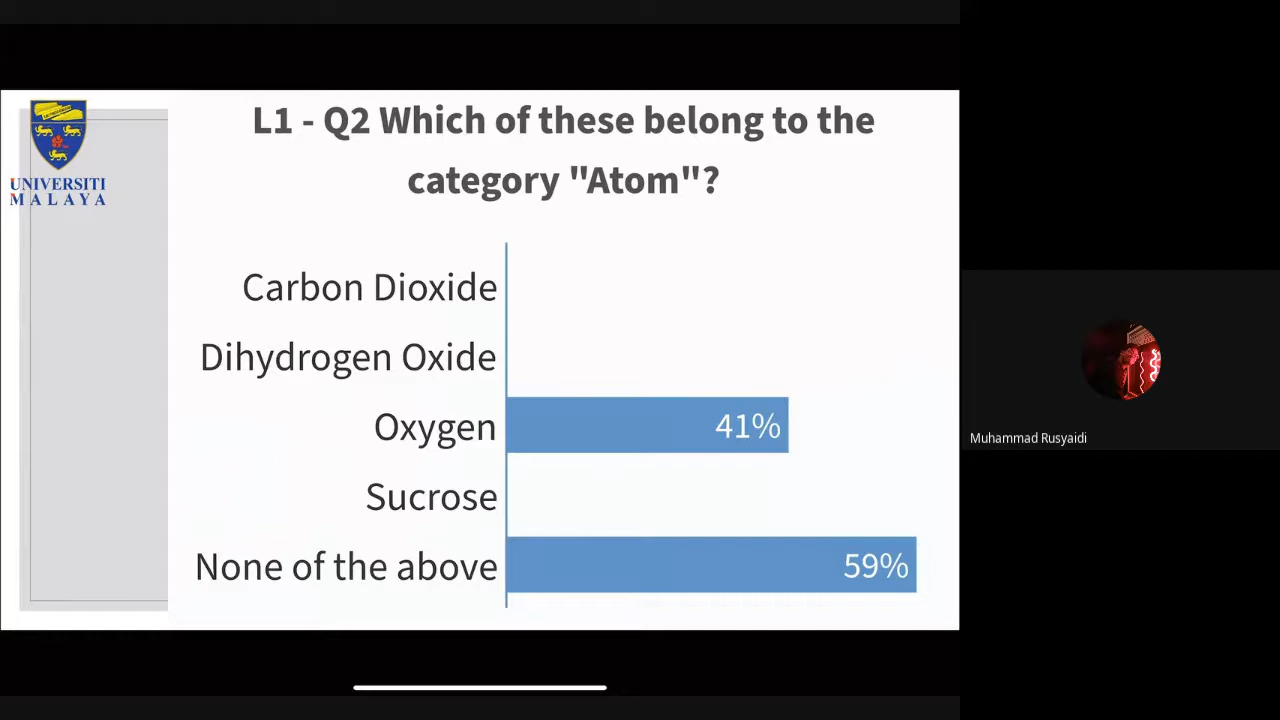 UNIVERSITI
MALAYA
L1 - Q2 Which of these belong to the
category "Atom"?
Carbon Dioxide
Dihydrogen Oxide
Oxygen
41%
Sucrose
None of the above
59%
Muhammad Rusyaidi